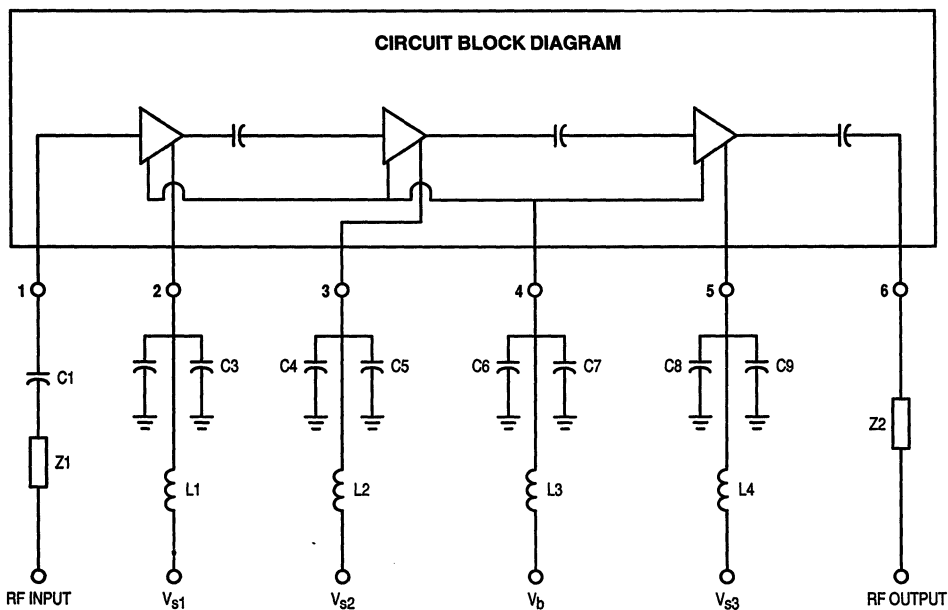 CIRCUIT BLOCK DIAGRAM
1 2 3 4 5 6
C1 C3 C4 C5 C6 C7 C8 C9
Z1 Z2
L1 L2 L3 L4
RF INPUT Vs1 Vs2 Vb Vs3 RF OUTPUT